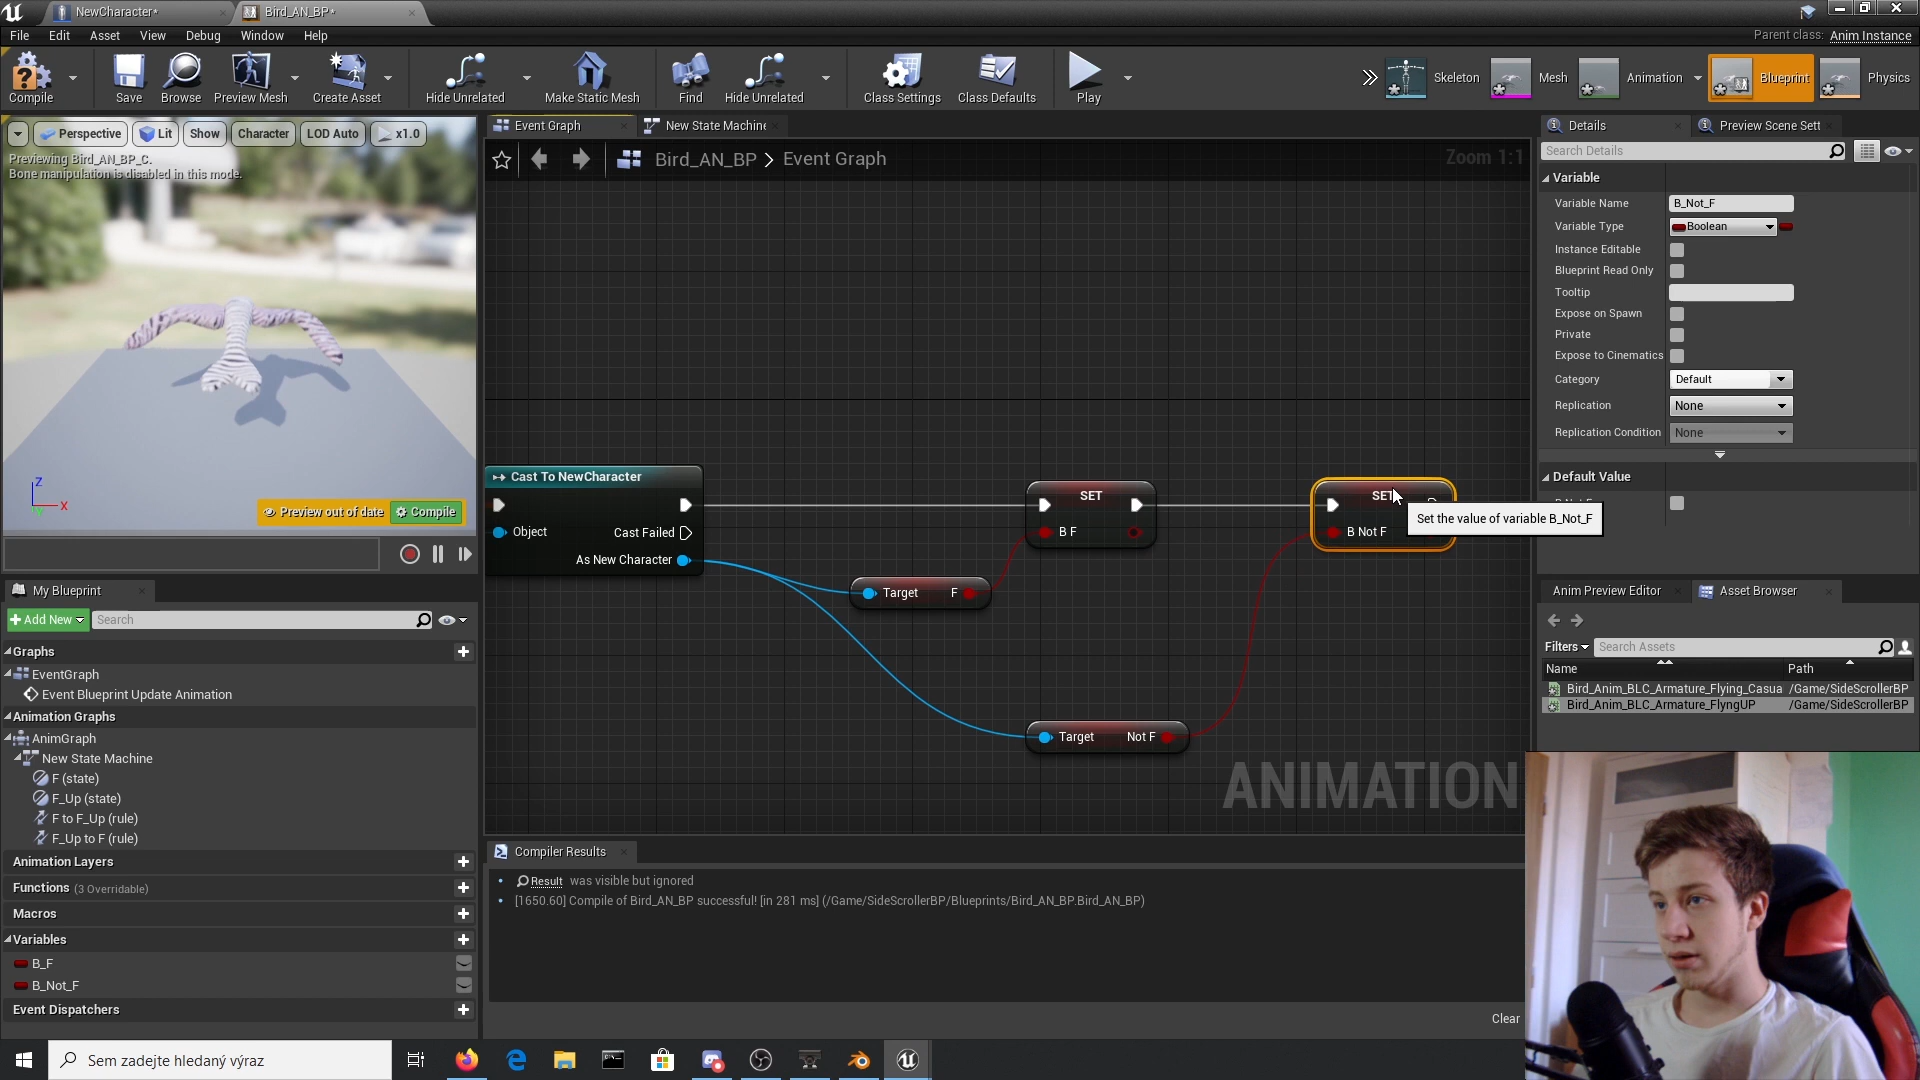 NewCharacter*
Bird_AN_BP*
File Edit Asset View Debug Window Help
Parent class: Anim Instance
Compile Save Browse Preview Mesh Create Asset Hide Unrelated Make Static Mesh Find Hide Unrelated Class Settings Class Defaults Play
Skeleton Mesh Animation Blueprint Physics
Perspective Lit Show Character LOD Auto x1.0
Previewing Bird_AN_BP_C.
Bone manipulation is disabled in this mode.
Z
X
Preview out of date Compile
Event Graph
New State Machine
Bird_AN_BP > Event Graph
Zoom 1:1
Cast To NewCharacter
Object
Cast Failed
As New Character
Target F
SET
B F
Target Not F
SET
B Not F
Set the value of variable B_Not_F
ANIMATION
My Blueprint
Add New
Search
Graphs
EventGraph
Event Blueprint Update Animation
Animation Graphs
AnimGraph
New State Machine
F (state)
F_Up (state)
F to F_Up (rule)
F_Up to F (rule)
Animation Layers
Functions (3 Overridable)
Macros
Variables
B_F
B_Not_F
Event Dispatchers
Compiler Results
Result was visible but ignored
[1650.60] Compile of Bird_AN_BP successful! [in 281 ms] (/Game/SideScrollerBP/Blueprints/Bird_AN_BP.Bird_AN_BP)
Clear
Details
Preview Scene Sett
Search Details
Variable
Variable Name B_Not_F
Variable Type Boolean
Instance Editable
Blueprint Read Only
Tooltip
Expose on Spawn
Private
Expose to Cinematics
Category Default
Replication None
Replication Condition None
Default Value
Anim Preview Editor
Asset Browser
Filters
Search Assets
Name Path
Bird_Anim_BLC_Armature_Flying_Casua /Game/SideScrollerBP
Bird_Anim_BLC_Armature_FlyngUP /Game/SideScrollerBP
Sem zadejte hledaný výraz